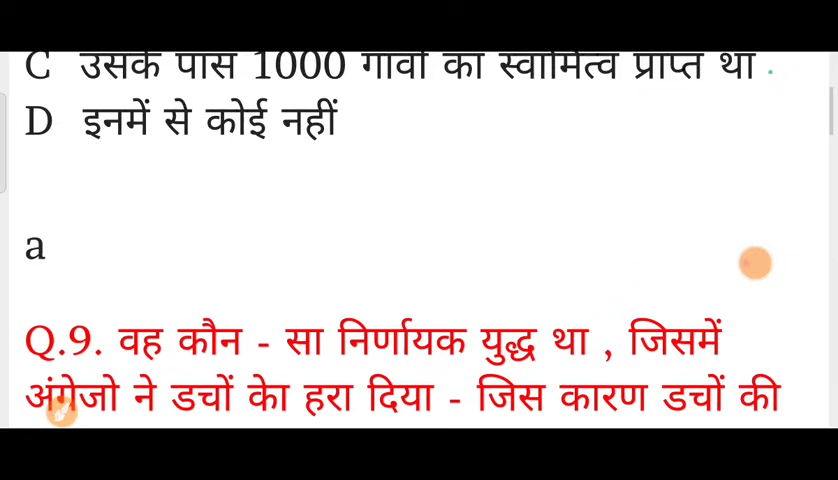 C उसके पास 1000 गांवों का स्वामित्व प्राप्त था
D इनमें से कोई नहीं
a
Q.9. वह कौन - सा निर्णायक युद्ध था , जिसमें
अंग्रेजो ने डचों केा हरा दिया - जिस कारण डचों की